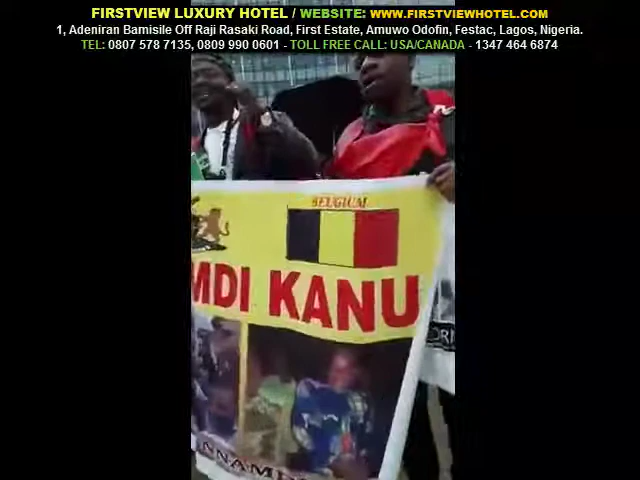 FIRSTVIEW LUXURY HOTEL / WEBSITE: WWW.FIRSTVIEWHOTEL.COM
1, Adeniran Bamisile Off Raji Rasaki Road, First Estate, Amuwo Odofin, Festac, Lagos, Nigeria.
TEL: 0807 578 7135, 0809 990 0601 - TOLL FREE CALL: USA/CANADA - 1347 464 6874
BELGIUM
MDI KANU
NNAMD